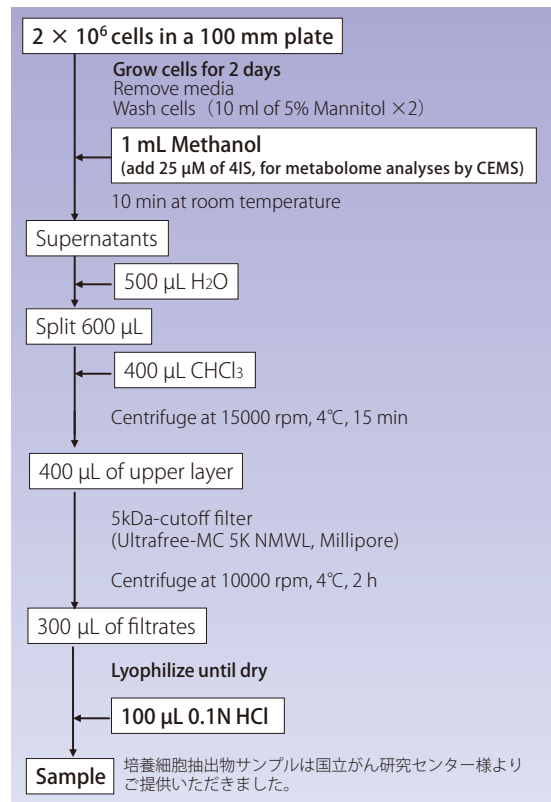 2 × 10⁶ cells in a 100 mm plate
Grow cells for 2 days
Remove media
Wash cells（10 ml of 5% Mannitol ×2）
1 mL Methanol
(add 25 µM of 4IS, for metabolome analyses by CEMS)
10 min at room temperature
Supernatants
500 µL H₂O
Split 600 µL
400 µL CHCl₃
Centrifuge at 15000 rpm, 4℃, 15 min
400 µL of upper layer
5kDa-cutoff filter
(Ultrafree-MC 5K NMWL, Millipore)
Centrifuge at 10000 rpm, 4℃, 2 h
300 µL of filtrates
Lyophilize until dry
100 µL 0.1N HCl
Sample
培養細胞抽出物サンプルは国立がん研究センター様より
ご提供いただきました。